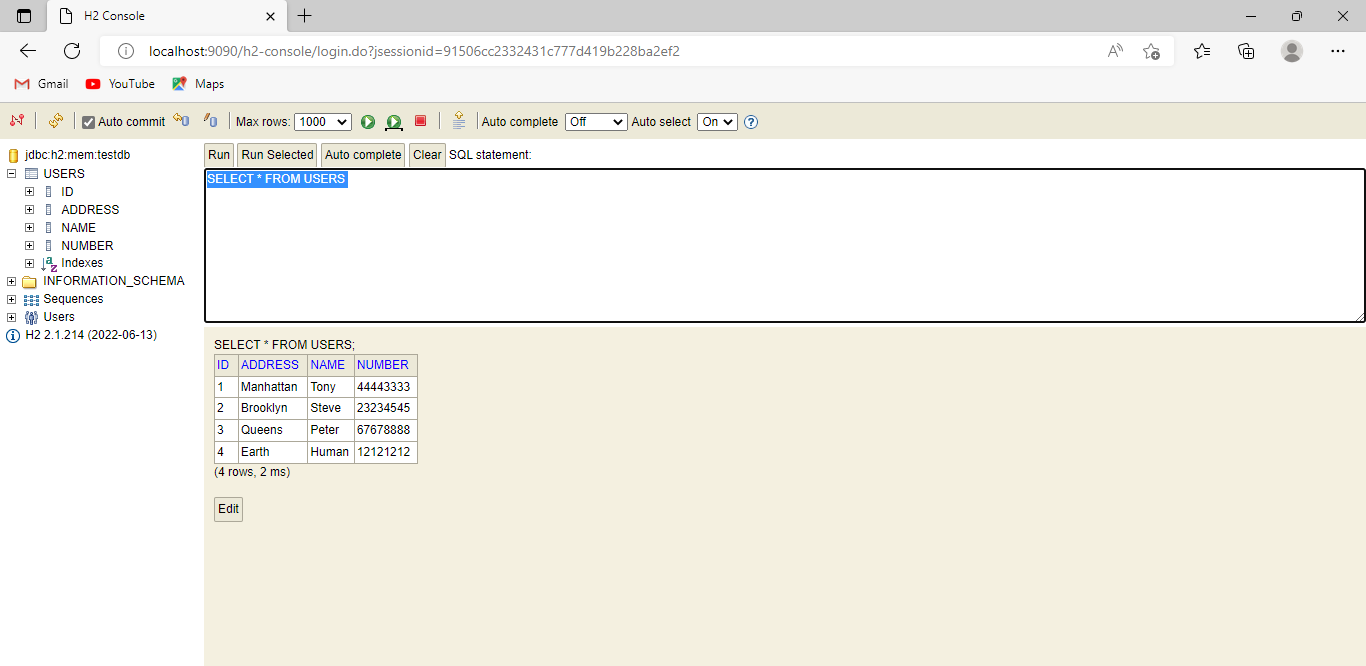 H2 Console
localhost:9090/h2-console/login.do?jsessionid=91506cc2332431c777d419b228ba2ef2
Gmail YouTube Maps
Auto commit Max rows: 1000 Auto complete Off Auto select On
jdbc:h2:mem:testdb
USERS
ID
ADDRESS
NAME
NUMBER
Indexes
INFORMATION_SCHEMA
Sequences
Users
H2 2.1.214 (2022-06-13)
Run Run Selected Auto complete Clear SQL statement:
SELECT * FROM USERS
SELECT * FROM USERS;
ID ADDRESS NAME NUMBER
1 Manhattan Tony 44443333
2 Brooklyn Steve 23234545
3 Queens Peter 67678888
4 Earth Human 12121212
(4 rows, 2 ms)
Edit